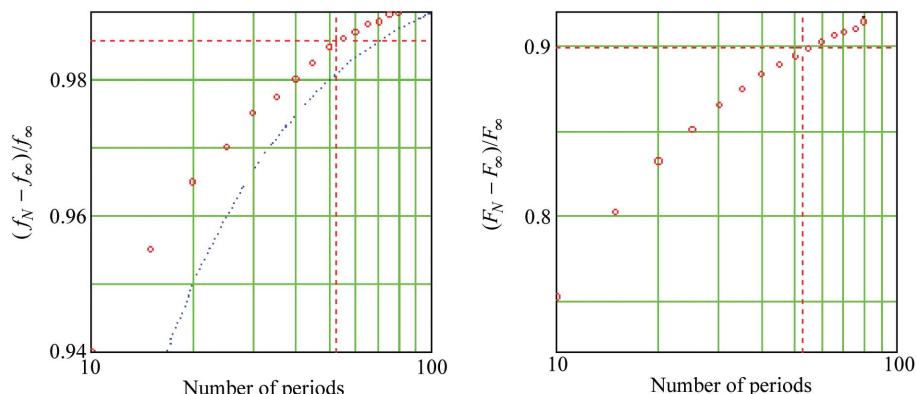 (f_N − f_∞)/f_∞
0.98
0.96
0.94
10
100
Number of periods
(F_N − F_∞)/F_∞
0.9
0.8
10
100
Number of periods